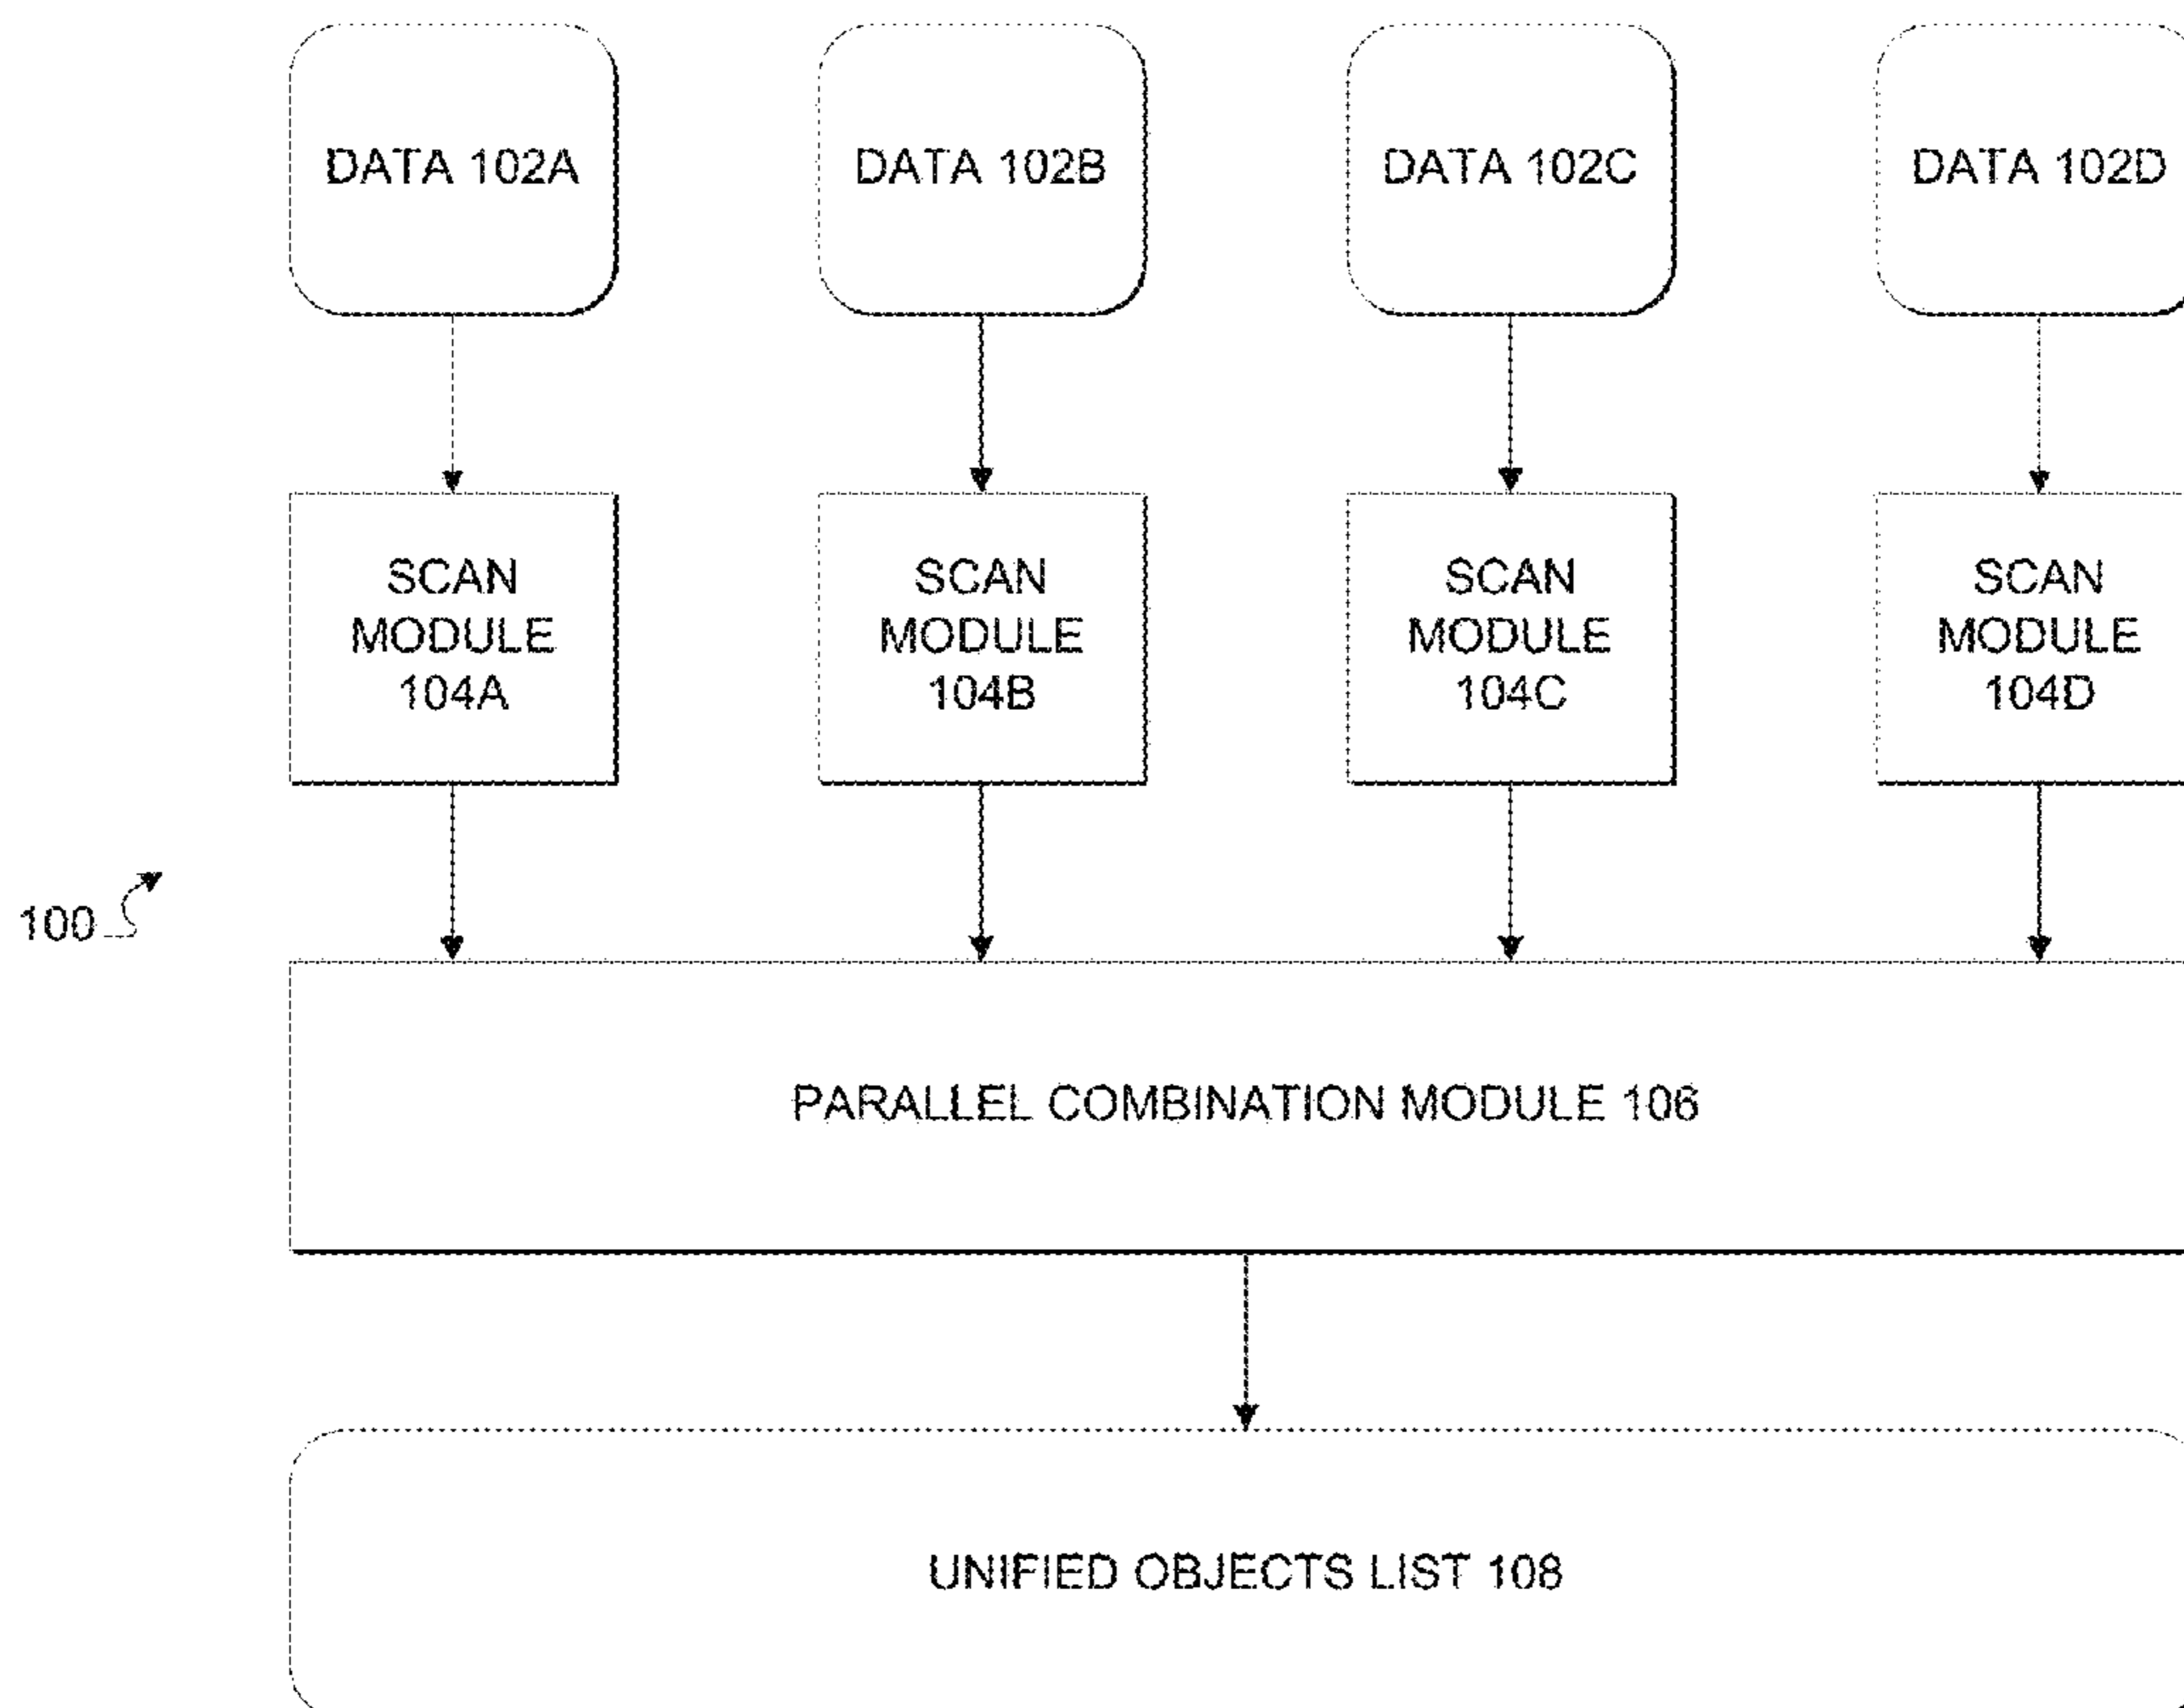 DATA 102A
DATA 102B
DATA 102C
DATA 102D
SCAN
MODULE
104A
SCAN
MODULE
104B
SCAN
MODULE
104C
SCAN
MODULE
104D
100
PARALLEL COMBINATION MODULE 106
UNIFIED OBJECTS LIST 108